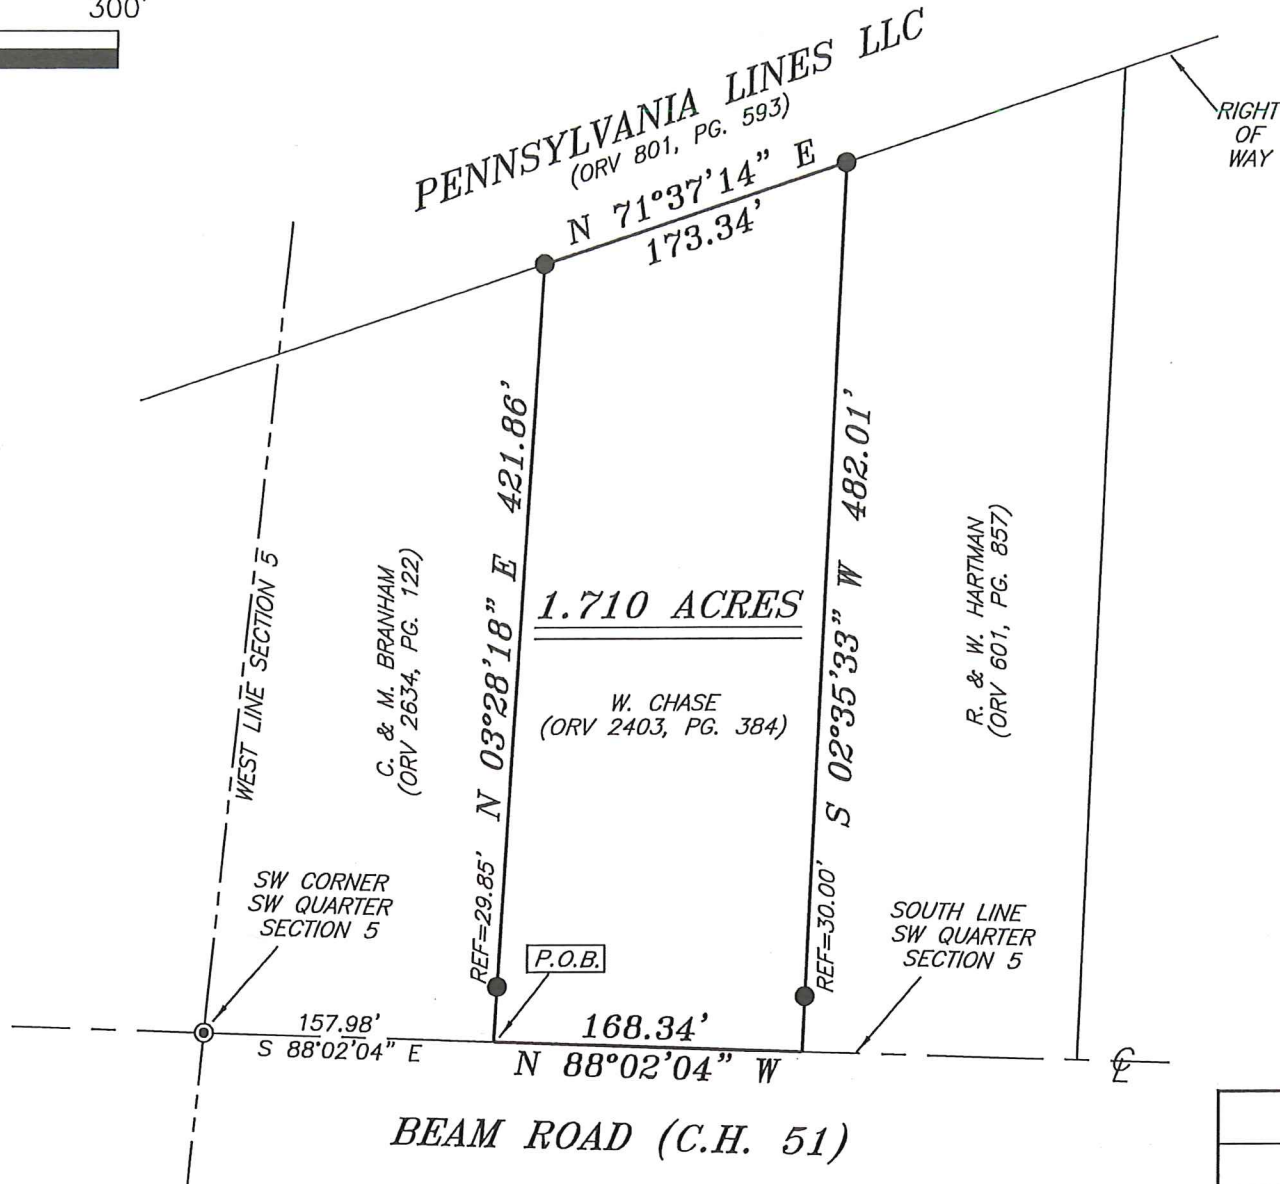 300'
PENNSYLVANIA LINES LLC
(ORV 801, PG. 593)
N 71°37'14" E
173.34'
RIGHT
OF
WAY
WEST LINE SECTION 5
C. & M. BRANHAM
(ORV 2634, PG. 122)
N 03°28'18" E 421.86'
REF=29.85'
1.710 ACRES
W. CHASE
(ORV 2403, PG. 384)
S 02°35'33" W 482.01'
REF=30.00'
R. & W. HARTMAN
(ORV 601, PG. 857)
SW CORNER
SW QUARTER
SECTION 5
P.O.B.
SOUTH LINE
SW QUARTER
SECTION 5
157.98'
S 88°02'04" E
168.34'
N 88°02'04" W
℄
BEAM ROAD (C.H. 51)